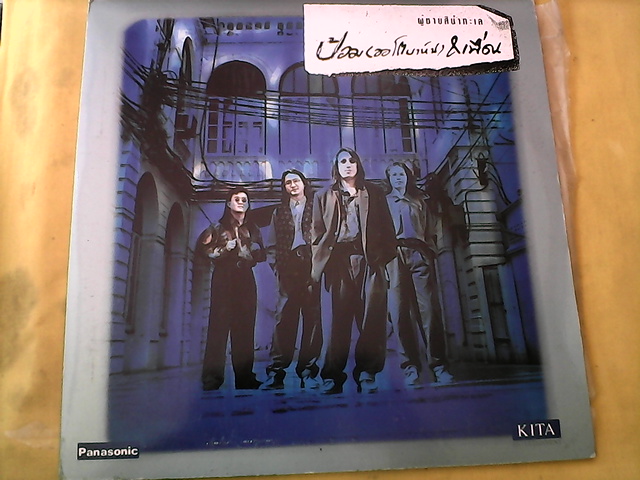 ผู้ชายสีน้ำทะเล
ป้อม (ออโตบาห์น) & เพื่อน
Panasonic
KITA